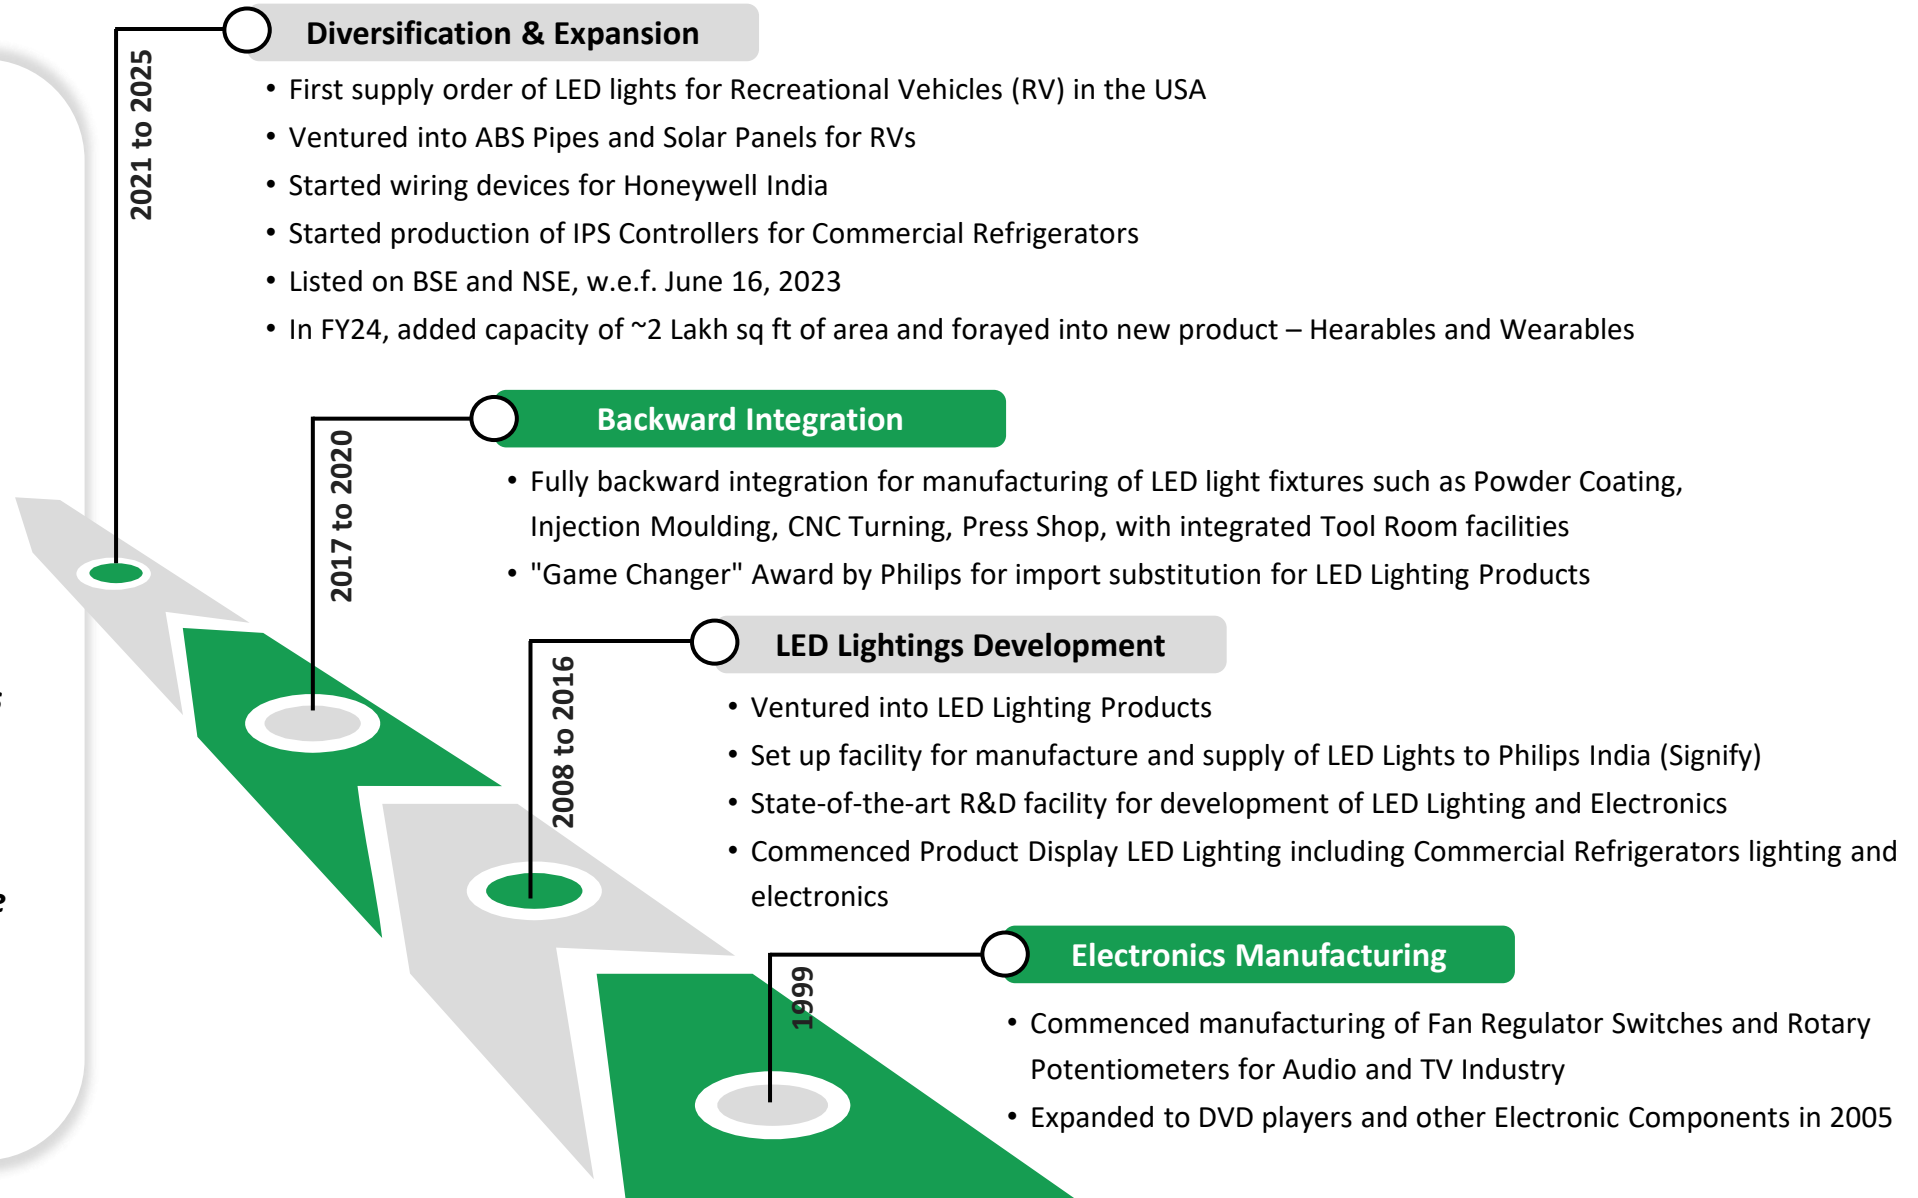 Diversification & Expansion
2021 to 2025
• First supply order of LED lights for Recreational Vehicles (RV) in the USA
• Ventured into ABS Pipes and Solar Panels for RVs
• Started wiring devices for Honeywell India
• Started production of IPS Controllers for Commercial Refrigerators
• Listed on BSE and NSE, w.e.f. June 16, 2023
• In FY24, added capacity of ~2 Lakh sq ft of area and forayed into new product – Hearables and Wearables
Backward Integration
2017 to 2020
• Fully backward integration for manufacturing of LED light fixtures such as Powder Coating,
Injection Moulding, CNC Turning, Press Shop, with integrated Tool Room facilities
• "Game Changer" Award by Philips for import substitution for LED Lighting Products
LED Lightings Development
2008 to 2016
• Ventured into LED Lighting Products
• Set up facility for manufacture and supply of LED Lights to Philips India (Signify)
• State-of-the-art R&D facility for development of LED Lighting and Electronics
• Commenced Product Display LED Lighting including Commercial Refrigerators lighting and
electronics
Electronics Manufacturing
1999
• Commenced manufacturing of Fan Regulator Switches and Rotary
Potentiometers for Audio and TV Industry
• Expanded to DVD players and other Electronic Components in 2005